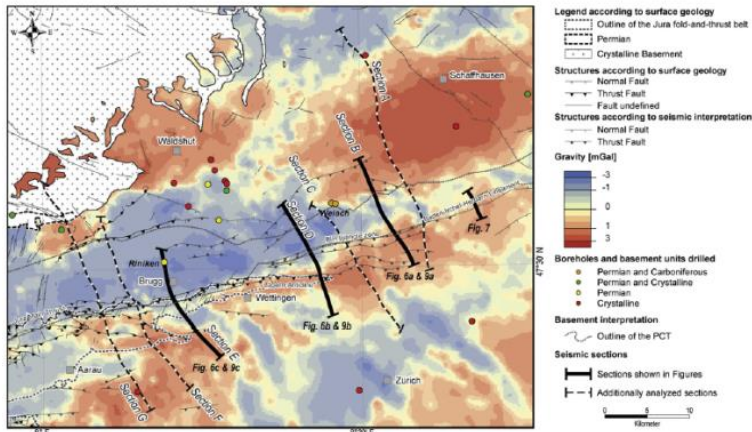 N
W
E
S
Section A
Schaffhausen
Waldshut
Section B
Section C
Weiach
Section D
Fig. 7
Riniken
Fig. 6a & 9a
47°30 N
Brugg
Wettingen
Fig. 6b & 9b
Section E
Fig. 6c & 9c
Aarau
Zurich
Section F
Section G
Legend according to surface geology
Outline of the Jura fold-and-thrust belt
Permian
Crystalline Basement
Structures according to surface geology
Normal Fault
Thrust Fault
Fault undefined
Structures according to seismic interpretation
Normal Fault
Thrust Fault
Gravity [mGal]
-3
-1
0
1
3
Boreholes and basement units drilled
Permian and Carboniferous
Permian and Crystalline
Permian
Crystalline
Basement interpretation
Outline of the PCT
Seismic sections
Sections shown in Figures
Additionally analyzed sections
0 5 10
Kilometer